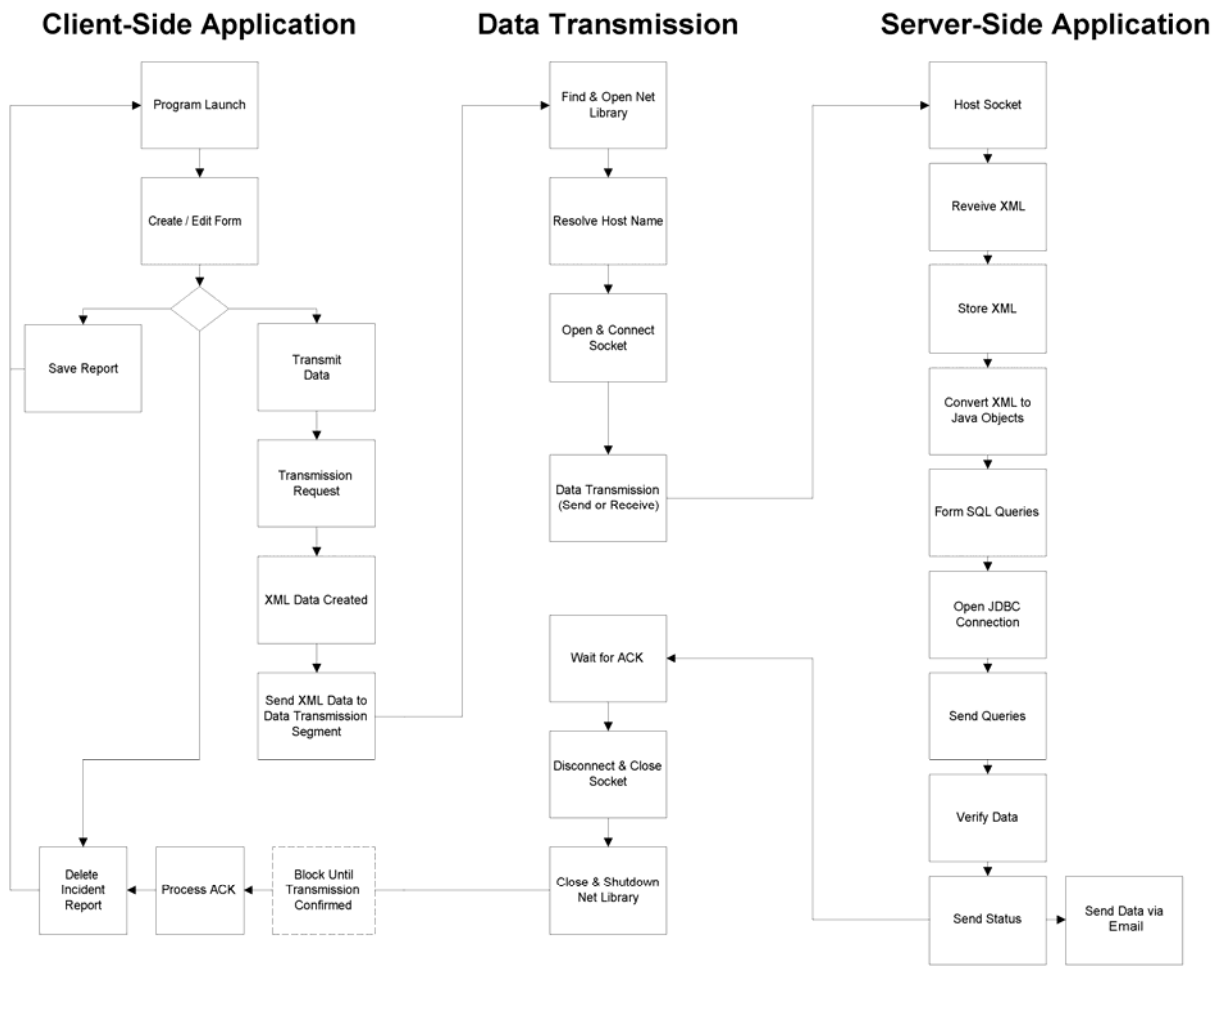 Client-Side Application
Data Transmission
Server-Side Application
Program Launch
Create / Edit Form
Save Report
Transmit
Data
Transmission
Request
XML Data Created
Send XML Data to
Data Transmission
Segment
Delete
Incident
Report
Process ACK
Block Until
Transmission
Confirmed
Find & Open Net
Library
Resolve Host Name
Open & Connect
Socket
Data Transmission
(Send or Receive)
Wait for ACK
Disconnect & Close
Socket
Close & Shutdown
Net Library
Host Socket
Reveive XML
Store XML
Convert XML to
Java Objects
Form SQL Queries
Open JDBC
Connection
Send Queries
Verify Data
Send Status
Send Data via
Email